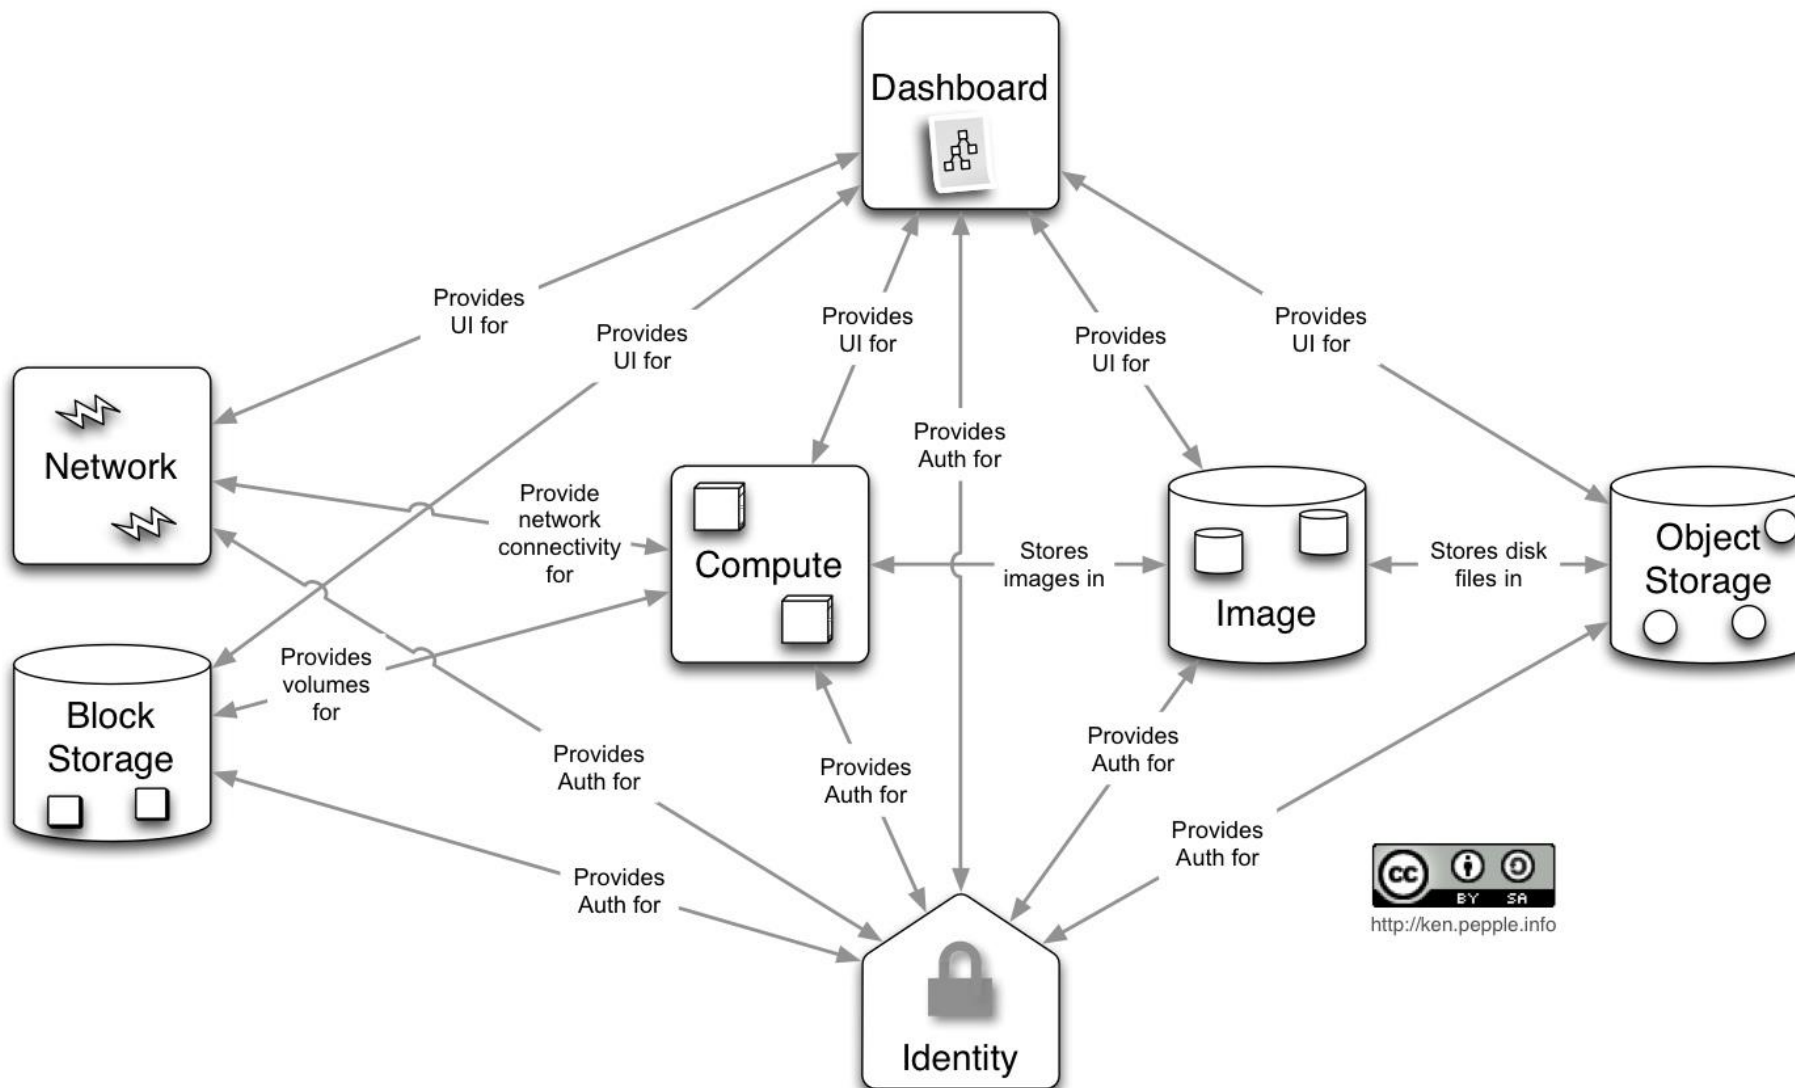 Dashboard
Provides
UI for
Provides
UI for
Provides
UI for
Provides
UI for
Provides
UI for
Network
Provides
Auth for
Provide
network
connectivity
for
Compute
Stores
images in
Image
Stores disk
files in
Object
Storage
Block
Storage
Provides
volumes
for
Provides
Auth for
Provides
Auth for
Provides
Auth for
Provides
Auth for
Provides
Auth for
Identity
cc
BY SA
http://ken.pepple.info